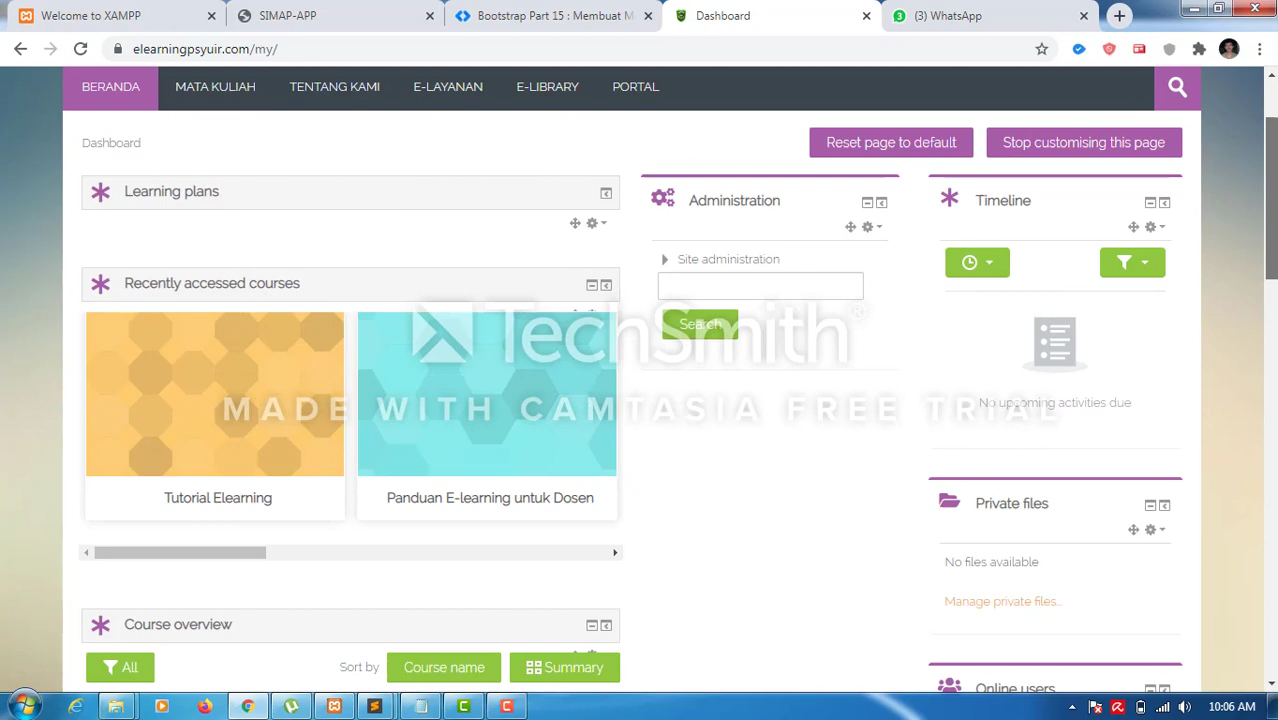 Welcome to XAMPP
SIMAP-APP
Bootstrap Part 15 : Membuat M
Dashboard
(3) WhatsApp
elearningpsyuir.com/my/
BERANDA
MATA KULIAH
TENTANG KAMI
E-LAYANAN
E-LIBRARY
PORTAL
Dashboard
Reset page to default
Stop customising this page
Learning plans
Administration
Timeline
Site administration
Recently accessed courses
Search
TechSmith®
MADE WITH CAMTASIA FREE TRIAL
No upcoming activities due
Tutorial Elearning
Panduan E-learning untuk Dosen
Private files
No files available
Manage private files...
Course overview
All
Sort by
Course name
Summary
Online users
10:06 AM